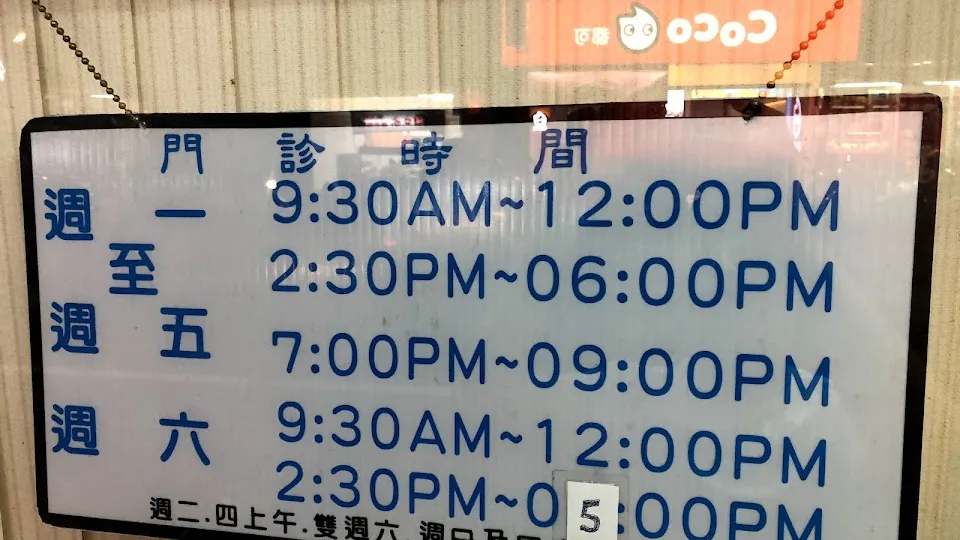 CoCo 都可
門診時間
週一 9:30AM~12:00PM
至 2:30PM~06:00PM
週五 7:00PM~09:00PM
週六 9:30AM~12:00PM
2:30PM~05:00PM
週二.四上午.雙週六.週日及